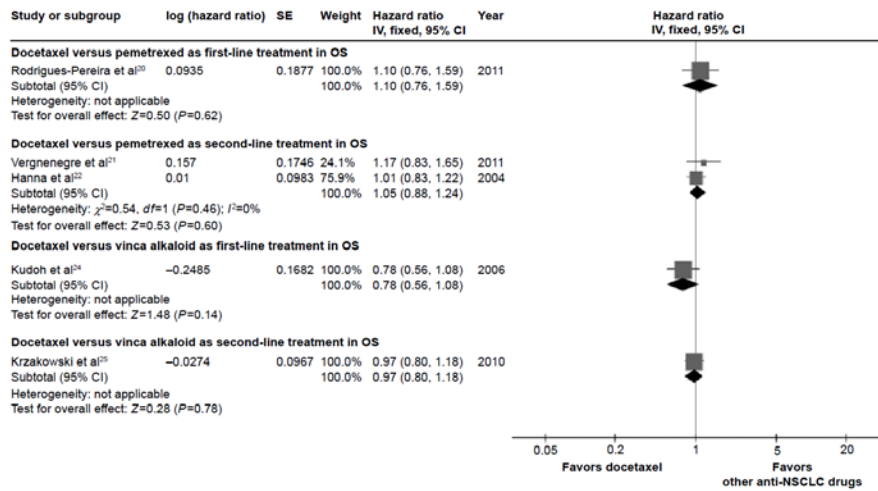 Study or subgroup log (hazard ratio) SE Weight Hazard ratio Year Hazard ratio
IV, fixed, 95% CI IV, fixed, 95% CI
Docetaxel versus pemetrexed as first-line treatment in OS
Rodrigues-Pereira et al²⁰ 0.0935 0.1877 100.0% 1.10 (0.76, 1.59) 2011
Subtotal (95% CI) 100.0% 1.10 (0.76, 1.59)
Heterogeneity: not applicable
Test for overall effect: Z=0.50 (P=0.62)
Docetaxel versus pemetrexed as second-line treatment in OS
Vergnenegre et al²¹ 0.157 0.1746 24.1% 1.17 (0.83, 1.65) 2011
Hanna et al²² 0.01 0.0983 75.9% 1.01 (0.83, 1.22) 2004
Subtotal (95% CI) 100.0% 1.05 (0.88, 1.24)
Heterogeneity: χ²=0.54, df=1 (P=0.46); I²=0%
Test for overall effect: Z=0.53 (P=0.60)
Docetaxel versus vinca alkaloid as first-line treatment in OS
Kudoh et al²⁴ –0.2485 0.1682 100.0% 0.78 (0.56, 1.08) 2006
Subtotal (95% CI) 100.0% 0.78 (0.56, 1.08)
Heterogeneity: not applicable
Test for overall effect: Z=1.48 (P=0.14)
Docetaxel versus vinca alkaloid as second-line treatment in OS
Krzakowski et al²⁵ –0.0274 0.0967 100.0% 0.97 (0.80, 1.18) 2010
Subtotal (95% CI) 100.0% 0.97 (0.80, 1.18)
Heterogeneity: not applicable
Test for overall effect: Z=0.28 (P=0.78)
0.05 0.2 1 5 20
Favors docetaxel Favors
other anti-NSCLC drugs